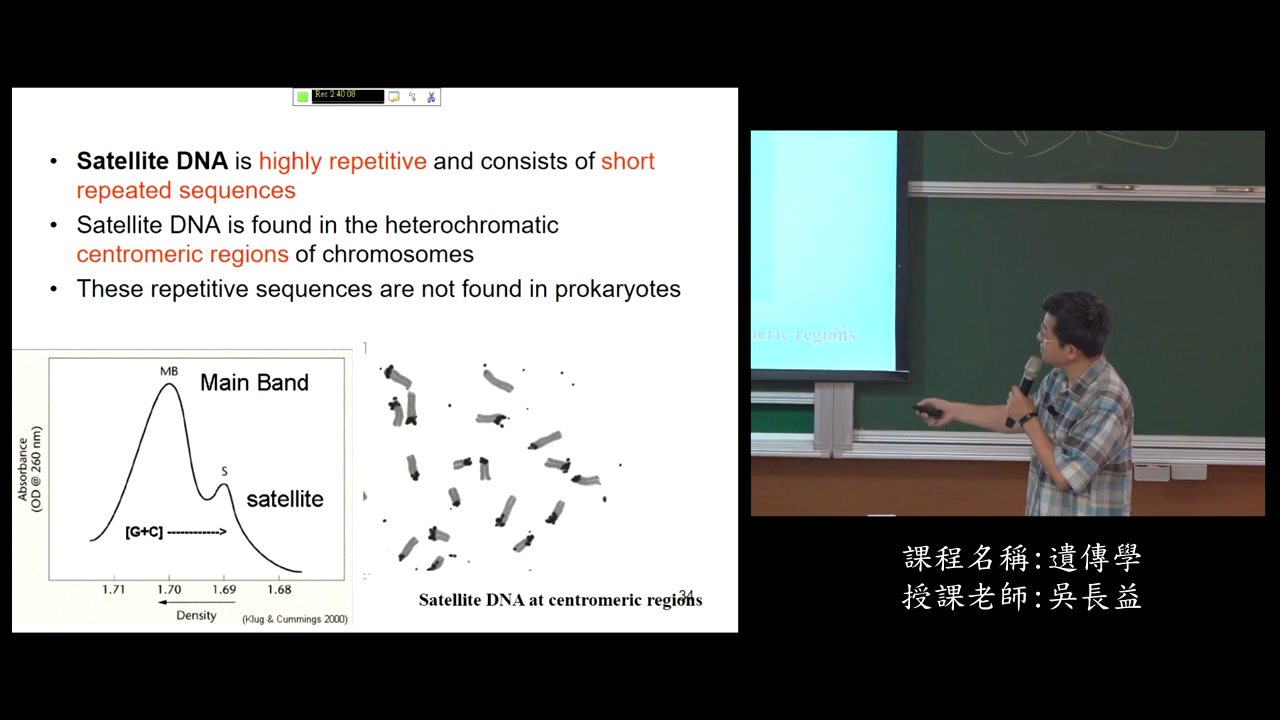 Rec 2:40:08
• Satellite DNA is highly repetitive and consists of short
repeated sequences
• Satellite DNA is found in the heterochromatic
centromeric regions of chromosomes
• These repetitive sequences are not found in prokaryotes
MB
Main Band
S
satellite
[G+C] ------------>
Absorbance
(OD @ 260 nm)
1.71 1.70 1.69 1.68
Density
(Klug & Cummings 2000)
Satellite DNA at centromeric regions
34
eric regions
課程名稱:遺傳學
授課老師:吳長益